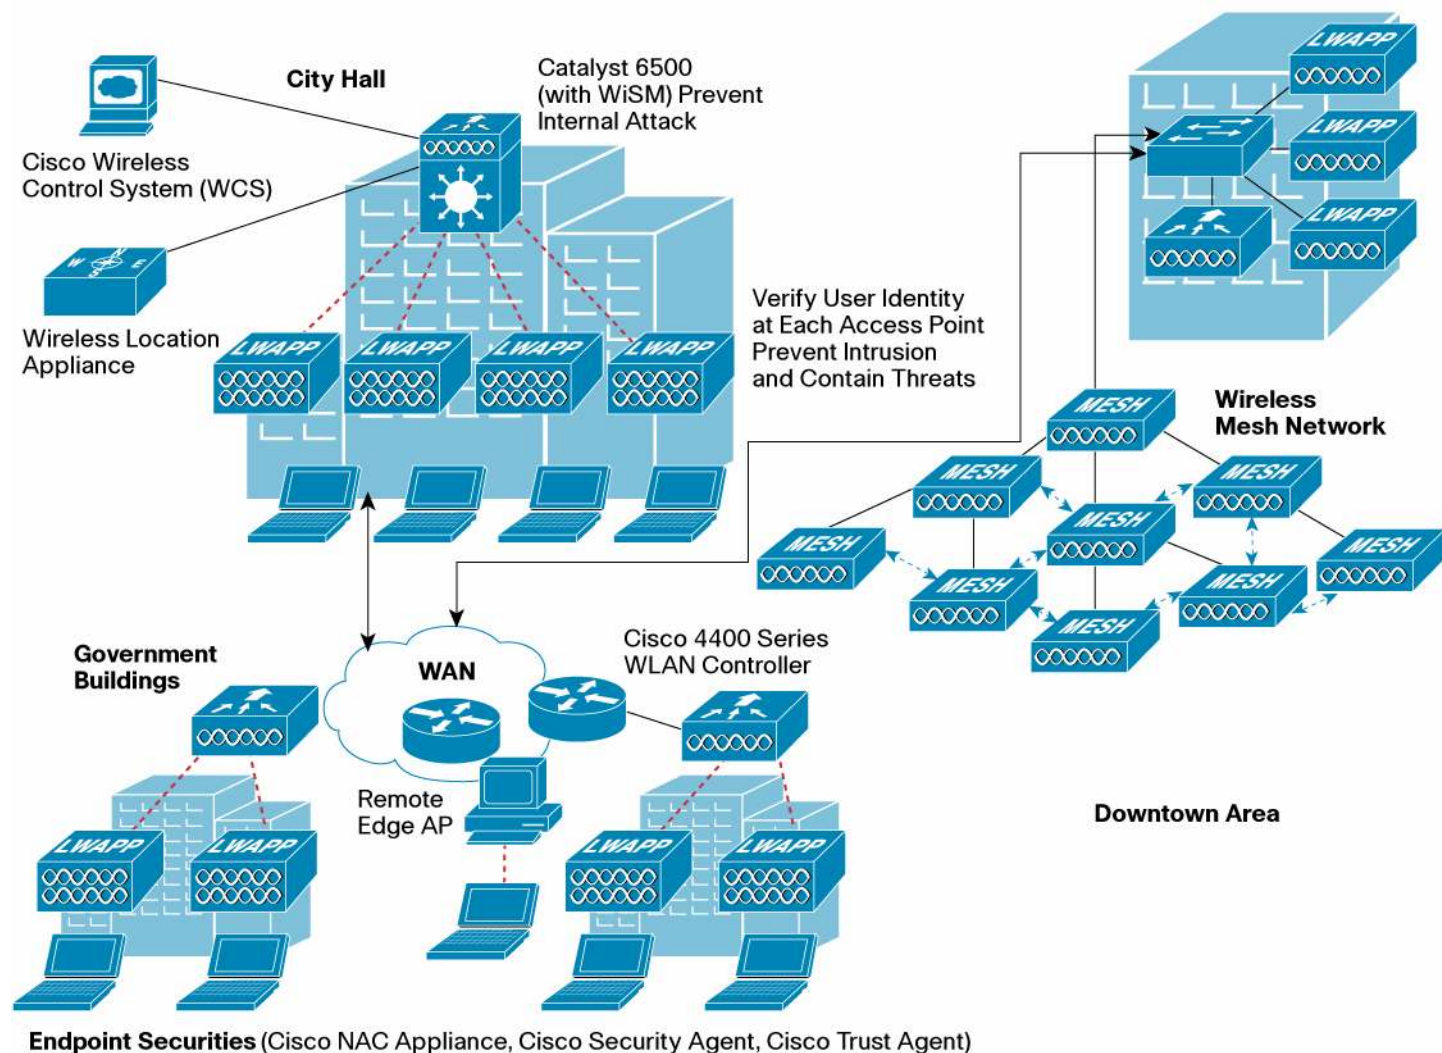 City Hall
Catalyst 6500
(with WiSM) Prevent
Internal Attack
Cisco Wireless
Control System (WCS)
N
W
E
S
Wireless Location
Appliance
LWAPP
LWAPP
LWAPP
LWAPP
LWAPP
LWAPP
LWAPP
Verify User Identity
at Each Access Point
Prevent Intrusion
and Contain Threats
Wireless
Mesh Network
MESH
MESH
MESH
MESH
MESH
MESH
MESH
MESH
MESH
Government
Buildings
WAN
Cisco 4400 Series
WLAN Controller
Remote
Edge AP
LWAPP
LWAPP
LWAPP
LWAPP
Downtown Area
Endpoint Securities (Cisco NAC Appliance, Cisco Security Agent, Cisco Trust Agent)